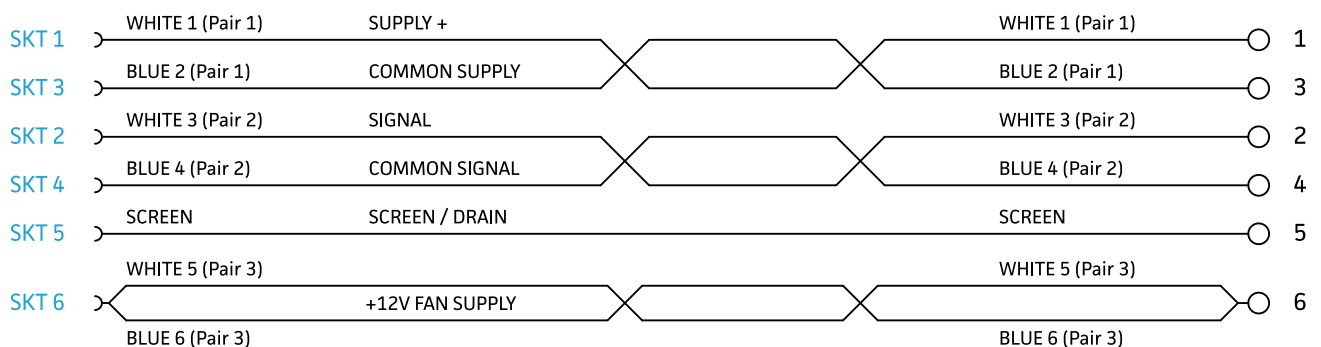 WHITE 1 (Pair 1) SUPPLY + WHITE 1 (Pair 1)
SKT 1 1
BLUE 2 (Pair 1) COMMON SUPPLY BLUE 2 (Pair 1)
SKT 3 3
WHITE 3 (Pair 2) SIGNAL WHITE 3 (Pair 2)
SKT 2 2
BLUE 4 (Pair 2) COMMON SIGNAL BLUE 4 (Pair 2)
SKT 4 4
SCREEN SCREEN / DRAIN SCREEN
SKT 5 5
WHITE 5 (Pair 3) WHITE 5 (Pair 3)
SKT 6 +12V FAN SUPPLY 6
BLUE 6 (Pair 3) BLUE 6 (Pair 3)